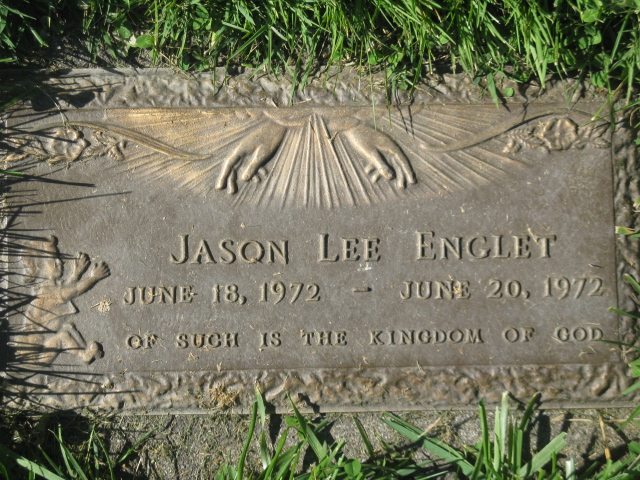 JASON LEE ENGLET
JUNE 18, 1972 - JUNE 20, 1972
OF SUCH IS THE KINGDOM OF GOD